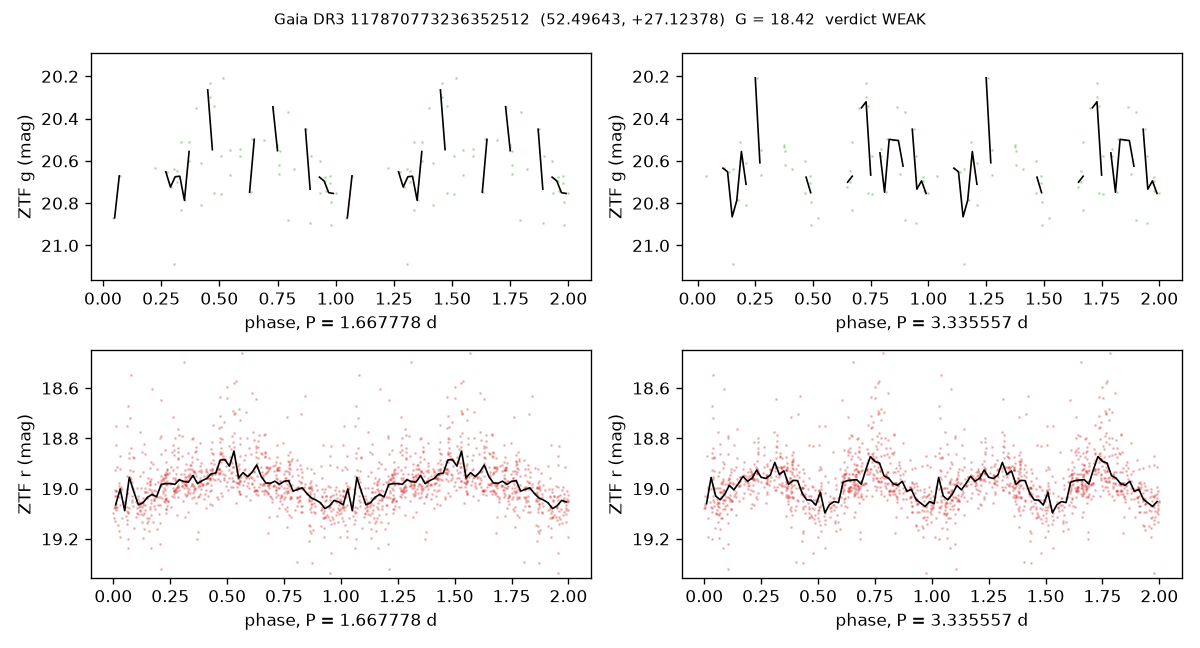 Gaia DR3 117870773236352512  (52.49643, +27.12378)  G = 18.42  verdict WEAK
ZTF g (mag)
20.2
20.4
20.6
20.8
21.0
0.00 0.25 0.50 0.75 1.00 1.25 1.50 1.75 2.00
phase, P = 1.667778 d
ZTF g (mag)
20.2
20.4
20.6
20.8
21.0
0.00 0.25 0.50 0.75 1.00 1.25 1.50 1.75 2.00
phase, P = 3.335557 d
ZTF r (mag)
18.6
18.8
19.0
19.2
0.00 0.25 0.50 0.75 1.00 1.25 1.50 1.75 2.00
phase, P = 1.667778 d
ZTF r (mag)
18.6
18.8
19.0
19.2
0.00 0.25 0.50 0.75 1.00 1.25 1.50 1.75 2.00
phase, P = 3.335557 d